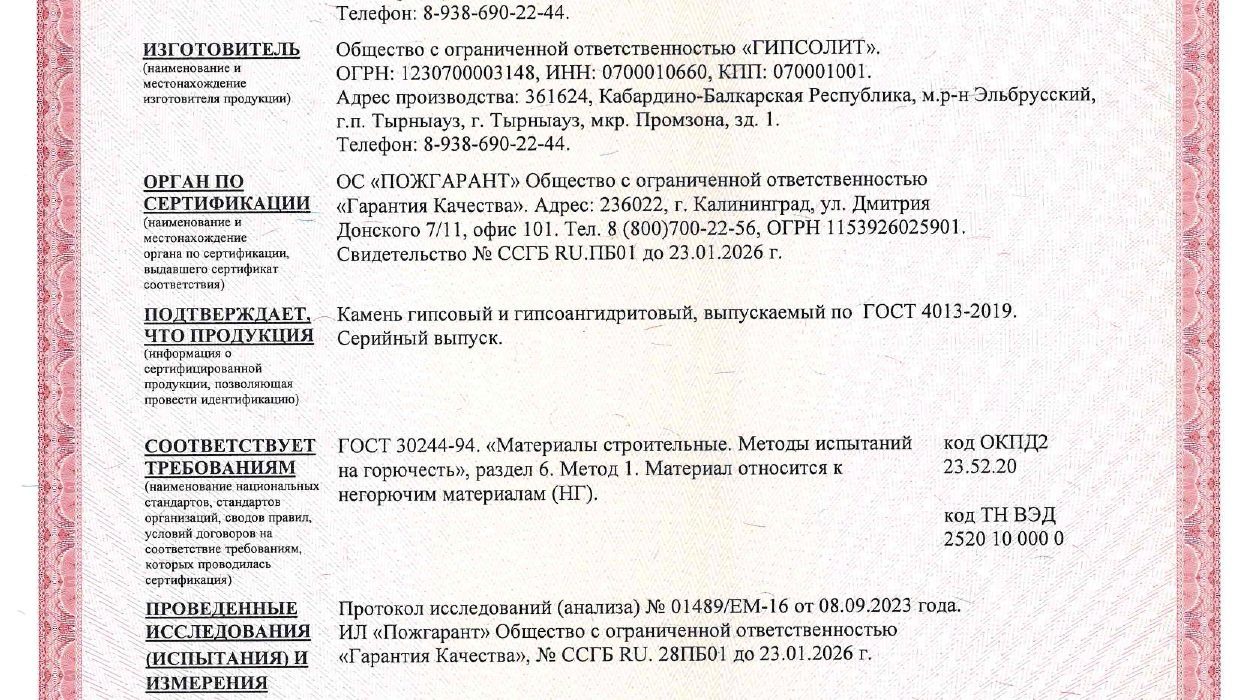 Телефон: 8-938-690-22-44.
ИЗГОТОВИТЕЛЬ
(наименование и
местонахождение
изготовителя продукции)
Общество с ограниченной ответственностью «ГИПСОЛИТ».
ОГРН: 1230700003148, ИНН: 0700010660, КПП: 070001001.
Адрес производства: 361624, Кабардино-Балкарская Республика, м.р-н Эльбрусский,
г.п. Тырныауз, г. Тырныауз, мкр. Промзона, зд. 1.
Телефон: 8-938-690-22-44.
ОРГАН ПО
СЕРТИФИКАЦИИ
(наименование и
местонахождение
органа по сертификации,
выдавшего сертификат
соответствия)
ОС «ПОЖГАРАНТ» Общество с ограниченной ответственностью
«Гарантия Качества». Адрес: 236022, г. Калининград, ул. Дмитрия
Донского 7/11, офис 101. Тел. 8 (800)700-22-56, ОГРН 1153926025901.
Свидетельство № ССГБ RU.ПБ01 до 23.01.2026 г.
ПОДТВЕРЖДАЕТ,
ЧТО ПРОДУКЦИЯ
(информация о
сертифицированной
продукции, позволяющая
провести идентификацию)
Камень гипсовый и гипсоангидритовый, выпускаемый по ГОСТ 4013-2019.
Серийный выпуск.
СООТВЕТСТВУЕТ
ТРЕБОВАНИЯМ
(наименование национальных
стандартов, стандартов
организаций, сводов правил,
условий договоров на
соответствие требованиям,
которых проводилась
сертификация)
ГОСТ 30244-94. «Материалы строительные. Методы испытаний
на горючесть», раздел 6. Метод 1. Материал относится к
негорючим материалам (НГ).
код ОКПД2
23.52.20
код ТН ВЭД
2520 10 000 0
ПРОВЕДЕННЫЕ
ИССЛЕДОВАНИЯ
(ИСПЫТАНИЯ) И
ИЗМЕРЕНИЯ
Протокол исследований (анализа) № 01489/ЕМ-16 от 08.09.2023 года.
ИЛ «Пожгарант» Общество с ограниченной ответственностью
«Гарантия Качества», № ССГБ RU. 28ПБ01 до 23.01.2026 г.